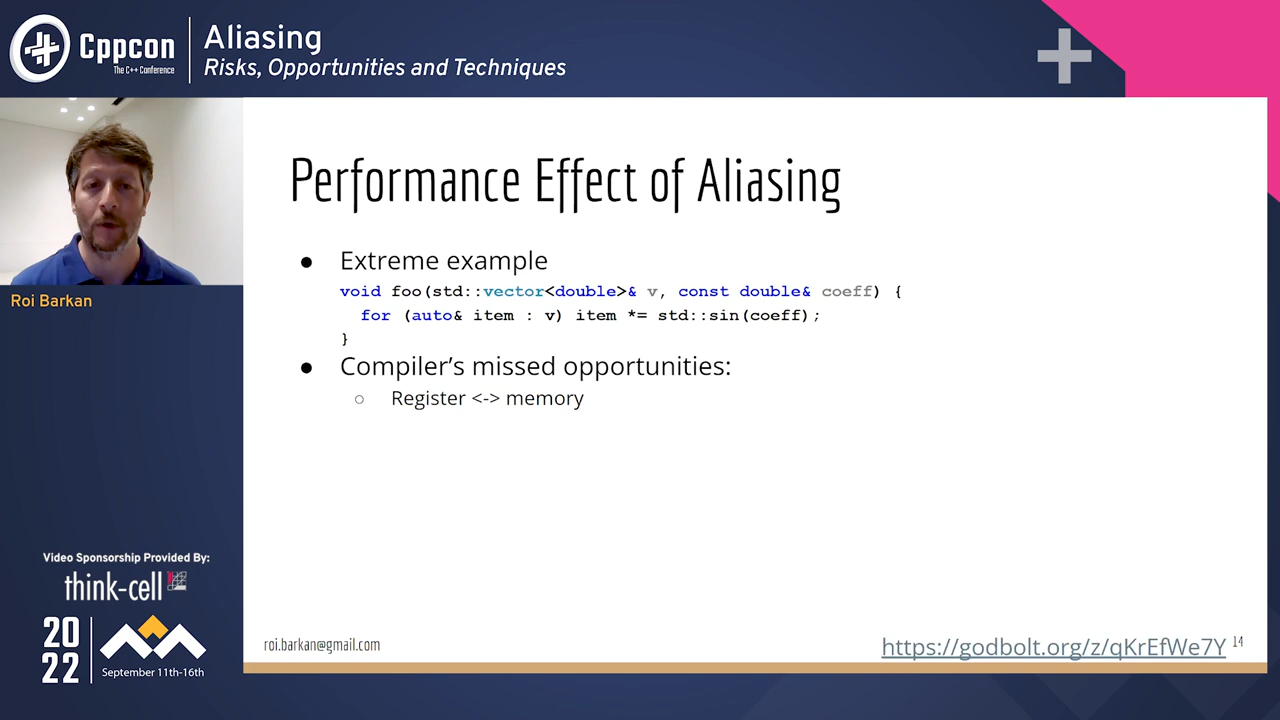 Cppcon
The C++ Conference
Aliasing
Risks, Opportunities and Techniques
Roi Barkan
Performance Effect of Aliasing
● Extreme example
void foo(std::vector<double>& v, const double& coeff) {
for (auto& item : v) item *= std::sin(coeff);
}
● Compiler’s missed opportunities:
○ Register <-> memory
Video Sponsorship Provided By:
think-cell
20
22
September 11th-16th
roi.barkan@gmail.com
https://godbolt.org/z/qKrEfWe7Y
14